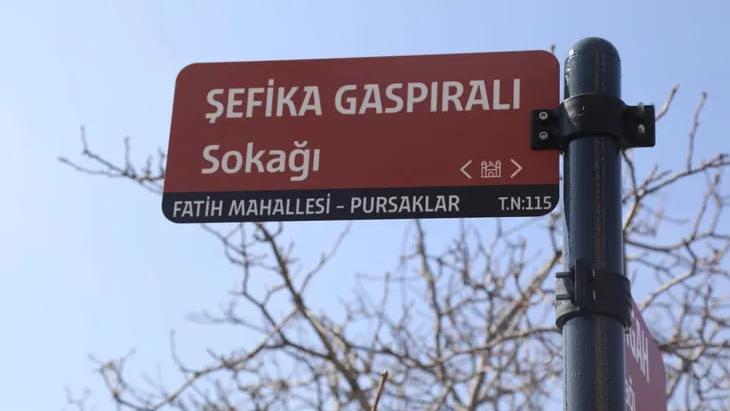 ŞEFİKA GASPIRALI
Sokağı
FATİH MAHALLESİ - PURSAKLAR T.N:115